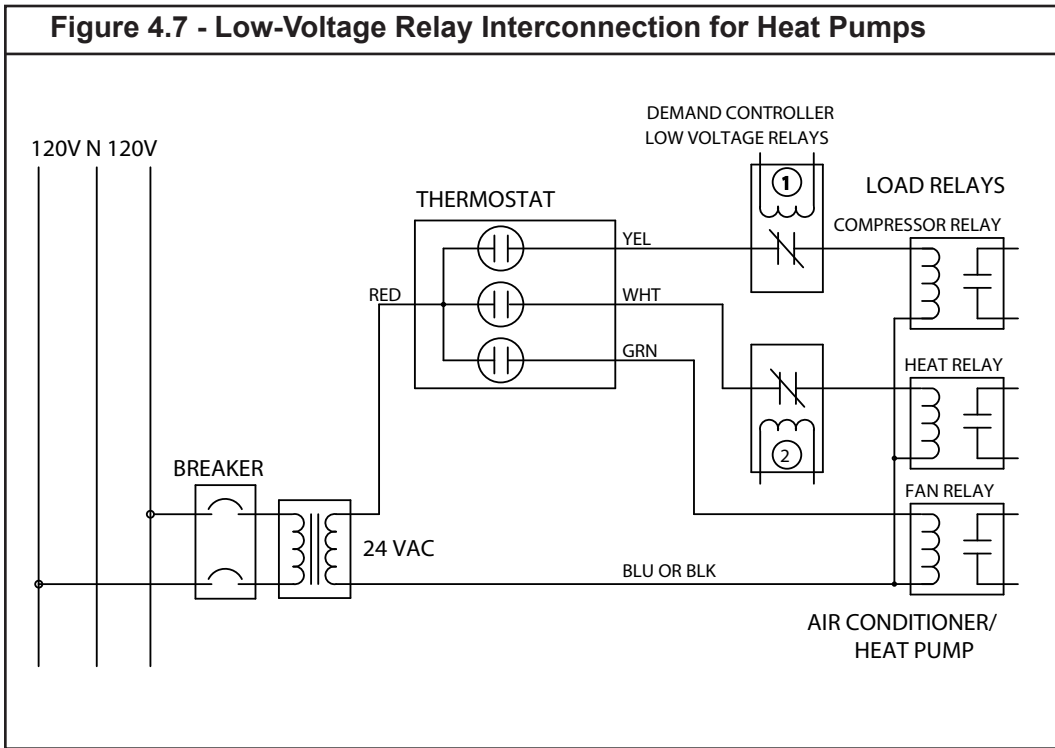 Figure 4.7 - Low-Voltage Relay Interconnection for Heat Pumps
DEMAND CONTROLLER
LOW VOLTAGE RELAYS
120V N 120V
1
LOAD RELAYS
THERMOSTAT
COMPRESSOR RELAY
YEL
RED
WHT
GRN
HEAT RELAY
2
BREAKER
FAN RELAY
24 VAC
BLU OR BLK
AIR CONDITIONER/
HEAT PUMP